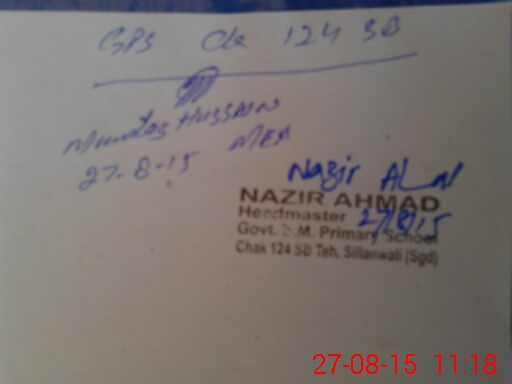 GPS Ck 124 SB
Mumtaz Hussain
MEA
27-8-15
Nazir
NAZIR AHMAD
Headmaster 27/8/15
Govt. D.M. Primary School
Chak 124 SB Teh. Sillanwali (Sgd)
27-08-15 11:18